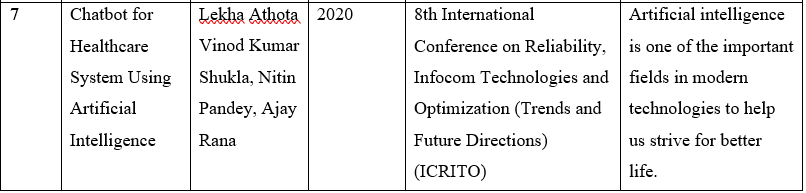 7
Chatbot for
Healthcare
System Using
Artificial
Intelligence
Lekha Athota
Vinod Kumar
Shukla, Nitin
Pandey, Ajay
Rana
2020
8th International
Conference on Reliability,
Infocom Technologies and
Optimization (Trends and
Future Directions)
(ICRITO)
Artificial intelligence
is one of the important
fields in modern
technologies to help
us strive for better
life.